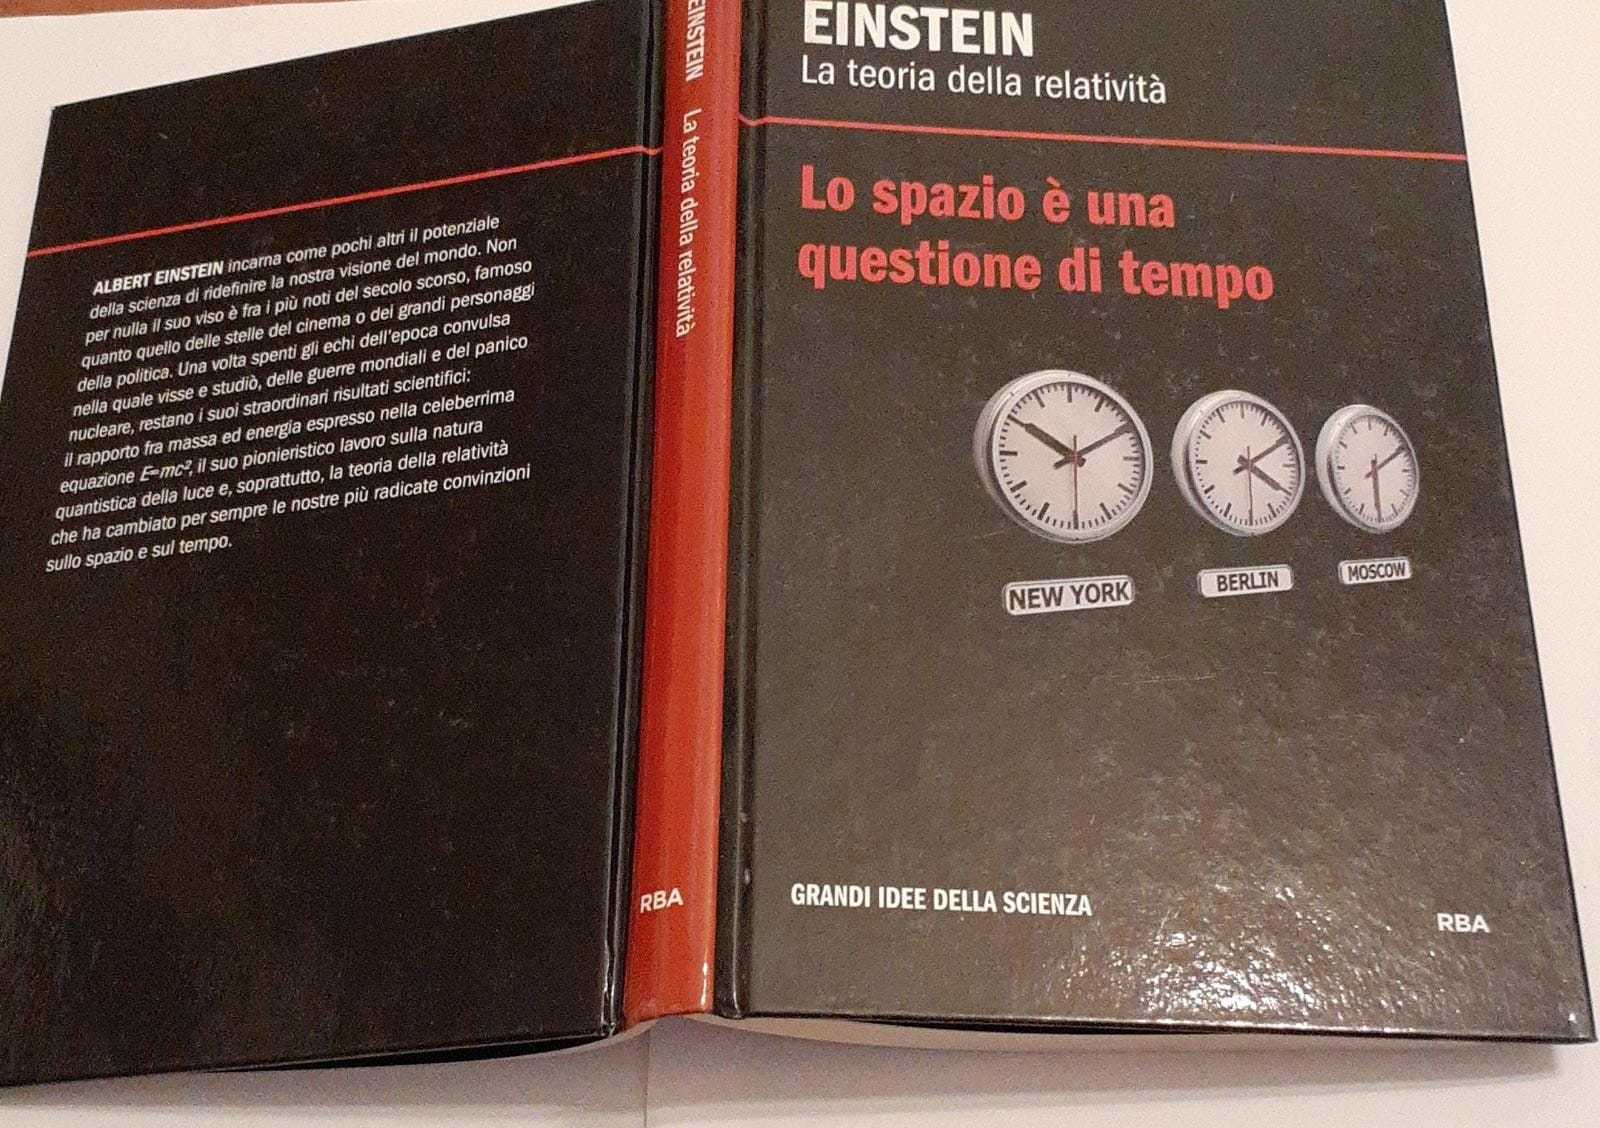 ALBERT EINSTEIN incarna come pochi altri il potenziale
della scienza di ridefinire la nostra visione del mondo. Non
per nulla il suo viso è fra i più noti del secolo scorso, famoso
quanto quello delle stelle del cinema o dei grandi personaggi
della politica. Una volta spenti gli echi dell'epoca convulsa
nella quale visse e studiò, delle guerre mondiali e del panico
nucleare, restano i suoi straordinari risultati scientifici:
il rapporto fra massa ed energia espresso nella celeberrima
equazione E=mc², il suo pionieristico lavoro sulla natura
quantistica della luce e, soprattutto, la teoria della relatività
che ha cambiato per sempre le nostre più radicate convinzioni
sullo spazio e sul tempo.
EINSTEIN La teoria della relatività
RBA
EINSTEIN
La teoria della relatività
Lo spazio è una
questione di tempo
NEW YORK
BERLIN
MOSCOW
GRANDI IDEE DELLA SCIENZA
RBA